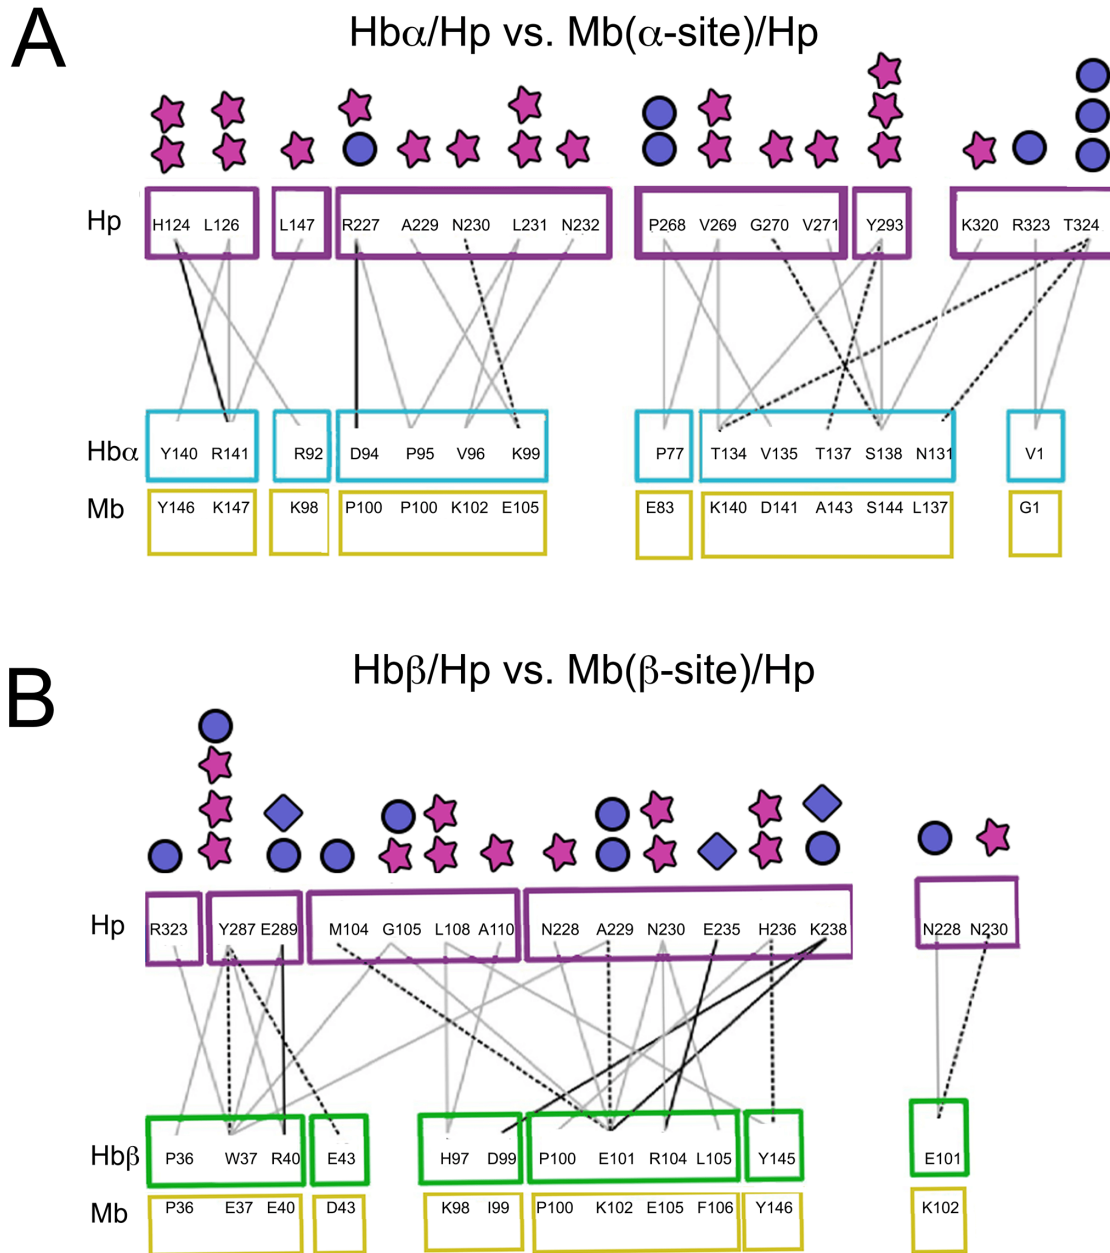 A
Hbα/Hp vs. Mb(α-site)/Hp
Hp H124 L126 L147 R227 A229 N230 L231 N232 P268 V269 G270 V271 Y293 K320 R323 T324
Hbα Y140 R141 R92 D94 P95 V96 K99 P77 T134 V135 T137 S138 N131 V1
Mb Y146 K147 K98 P100 P100 K102 E105 E83 K140 D141 A143 S144 L137 G1
B
Hbβ/Hp vs. Mb(β-site)/Hp
Hp R323 Y287 E289 M104 G105 L108 A110 N228 A229 N230 E235 H236 K238 N228 N230
Hbβ P36 W37 R40 E43 H97 D99 P100 E101 R104 L105 Y145 E101
Mb P36 E37 E40 D43 K98 I99 P100 K102 E105 F106 Y146 K102